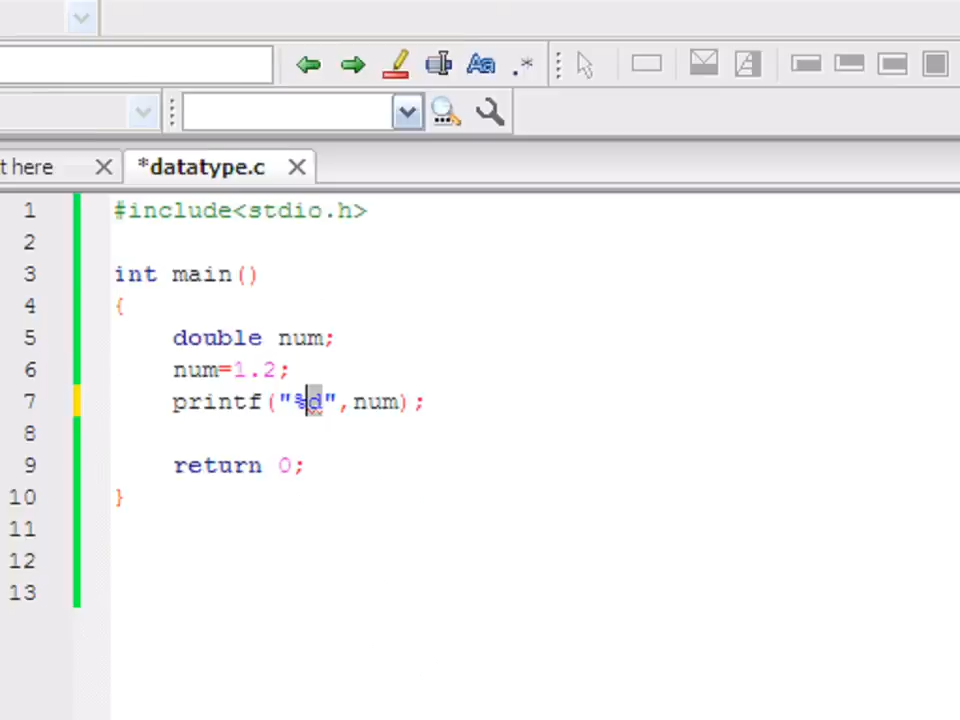 Aa .*
t here *datatype.c
1 #include<stdio.h>
2
3 int main()
4 {
5 double num;
6 num=1.2;
7 printf("%d",num);
8
9 return 0;
10 }
11
12
13